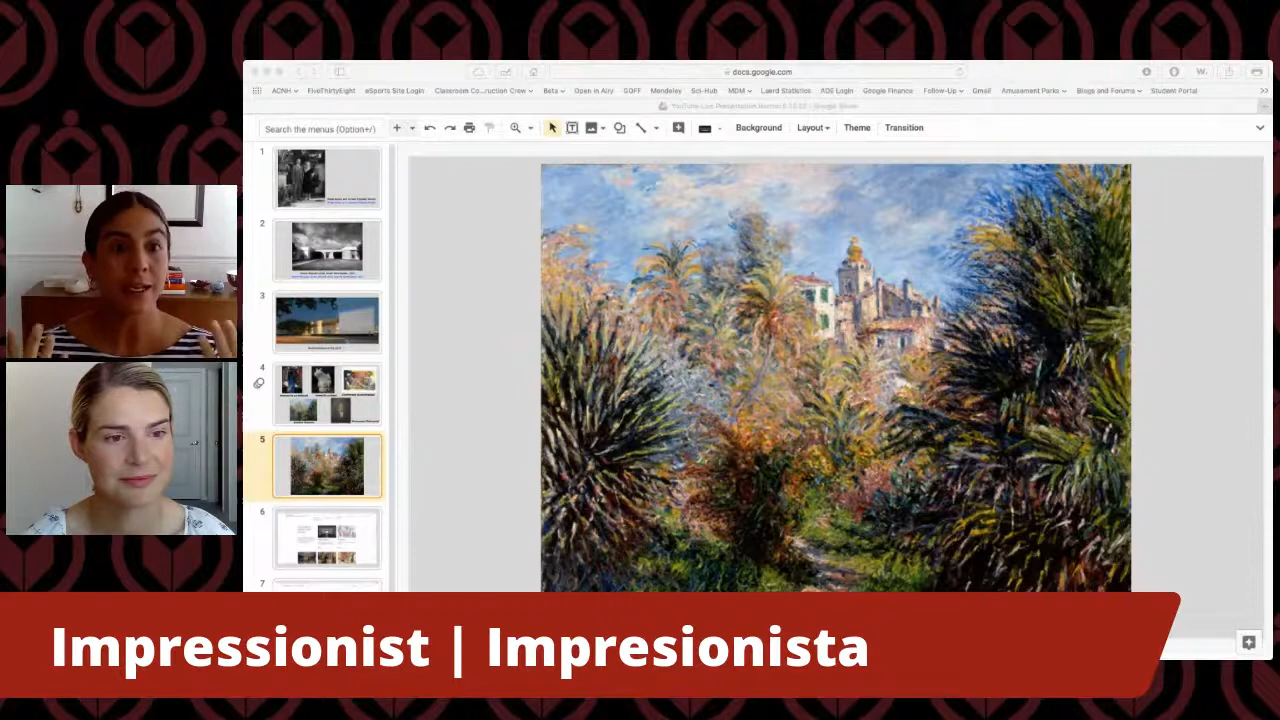 docs.google.com
W.
ACNH FiveThirtyEight eSports Site Login Classroom Co...ruction Crew Beta Open in Airy GQFF Mendeley Sci-Hub MDM Laerd Statistics ADE Login Google Finance Follow-Up Gmail Amusement Parks Blogs and Forums Student Portal
Search the menus (Option+/)
Background Layout Theme Transition
1
2
3
4
5
6
7
Impressionist | Impresionista